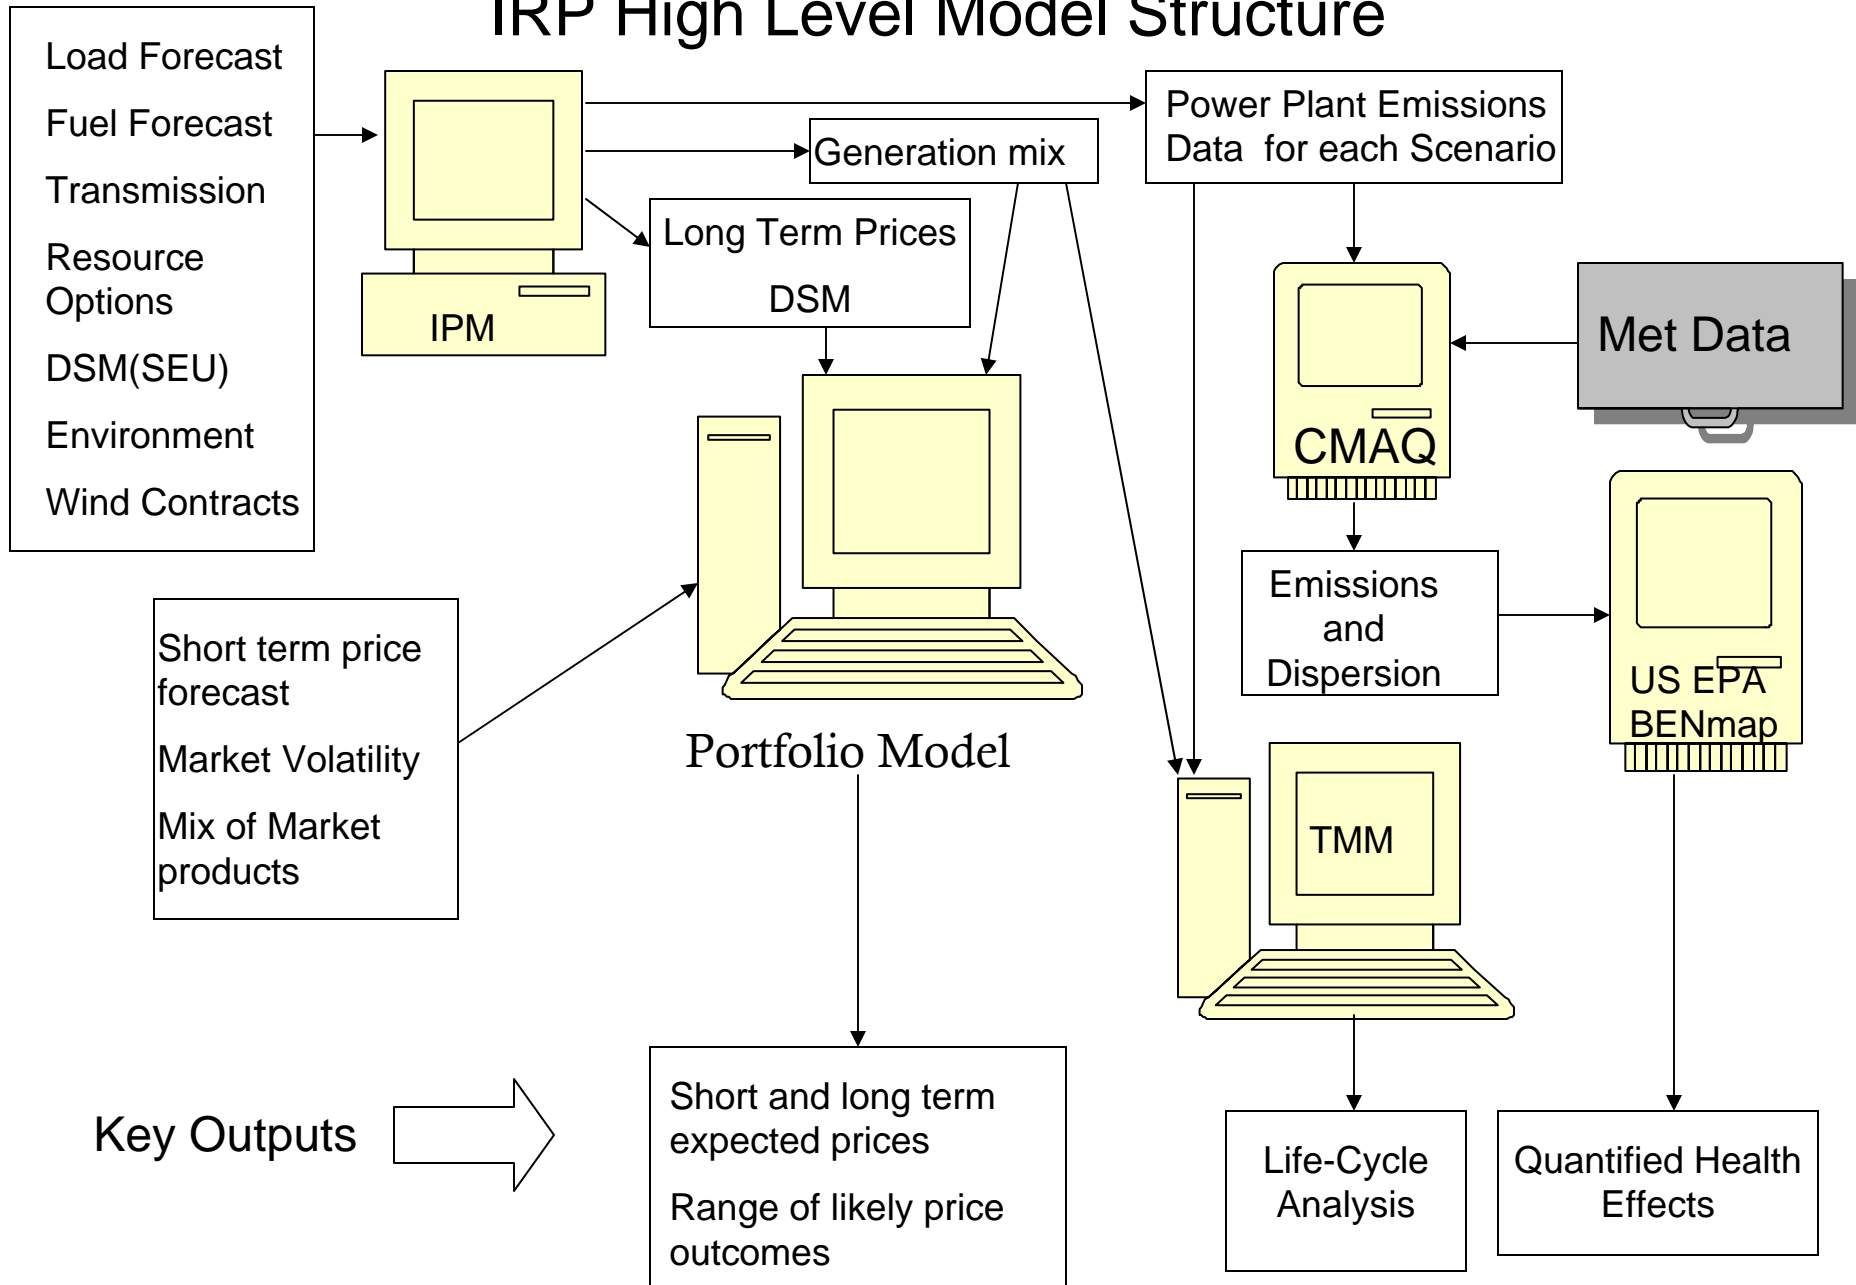 IRP High Level Model Structure
Load Forecast
Fuel Forecast
Transmission
Resource
Options
DSM(SEU)
Environment
Wind Contracts
IPM
Generation mix
Long Term Prices
DSM
Power Plant Emissions
Data for each Scenario
Met Data
CMAQ
Emissions
and
Dispersion
US EPA
BENmap
Short term price
forecast
Market Volatility
Mix of Market
products
Portfolio Model
TMM
Key Outputs
Short and long term
expected prices
Range of likely price
outcomes
Life-Cycle
Analysis
Quantified Health
Effects